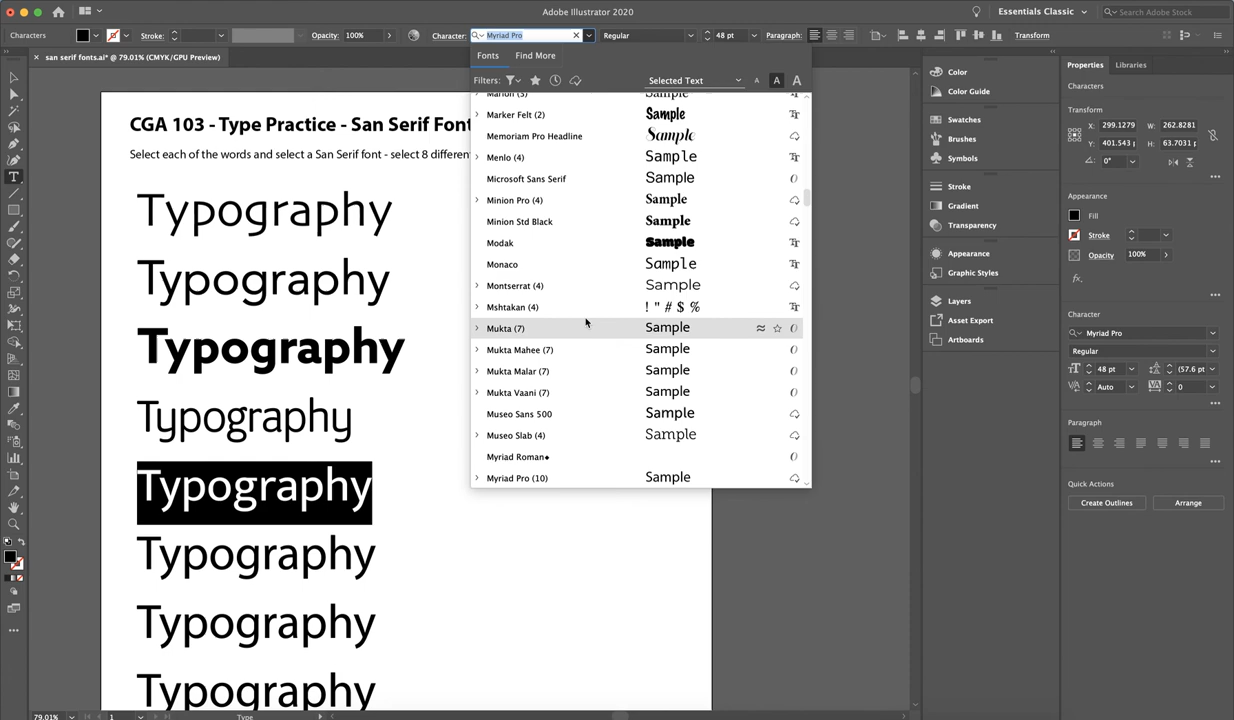 Adobe Illustrator 2020
Essentials Classic
Search Adobe Stock
Characters
Stroke:
Opacity: 100%
Character: Myriad Pro
Regular
48 pt
Paragraph:
Transform
san serif fonts.ai* @ 79.01% (CMYK/GPU Preview)
CGA 103 - Type Practice - San Serif Font
Select each of the words and select a San Serif font - select 8 differen
Typography
Typography
Typography
Typography
Typography
Typography
Typography
Typography
Fonts
Find More
Filters:
Selected Text
A
A
A
Marion (3)
Sample
Marker Felt (2)
Sample
Memoriam Pro Headline
Sample
Menlo (4)
Sample
Microsoft Sans Serif
Sample
Minion Pro (4)
Sample
Minion Std Black
Sample
Modak
Sample
Monaco
Sample
Montserrat (4)
Sample
Mshtakan (4)
! " # $ %
Mukta (7)
Sample
Mukta Mahee (7)
Sample
Mukta Malar (7)
Sample
Mukta Vaani (7)
Sample
Museo Sans 500
Sample
Museo Slab (4)
Sample
Myriad Roman
Myriad Pro (10)
Sample
Color
Color Guide
Swatches
Brushes
Symbols
Stroke
Gradient
Transparency
Appearance
Graphic Styles
Layers
Asset Export
Artboards
Properties
Libraries
Characters
Transform
X: 299.1279
W: 262.8281
Y: 401.543 p
H: 63.7031 p
0°
Appearance
Fill
Stroke
Opacity 100%
fx.
Character
Myriad Pro
Regular
48 pt
(57.6 pt
Auto
0
Paragraph
Quick Actions
Create Outlines
Arrange
79.01%
1
Type